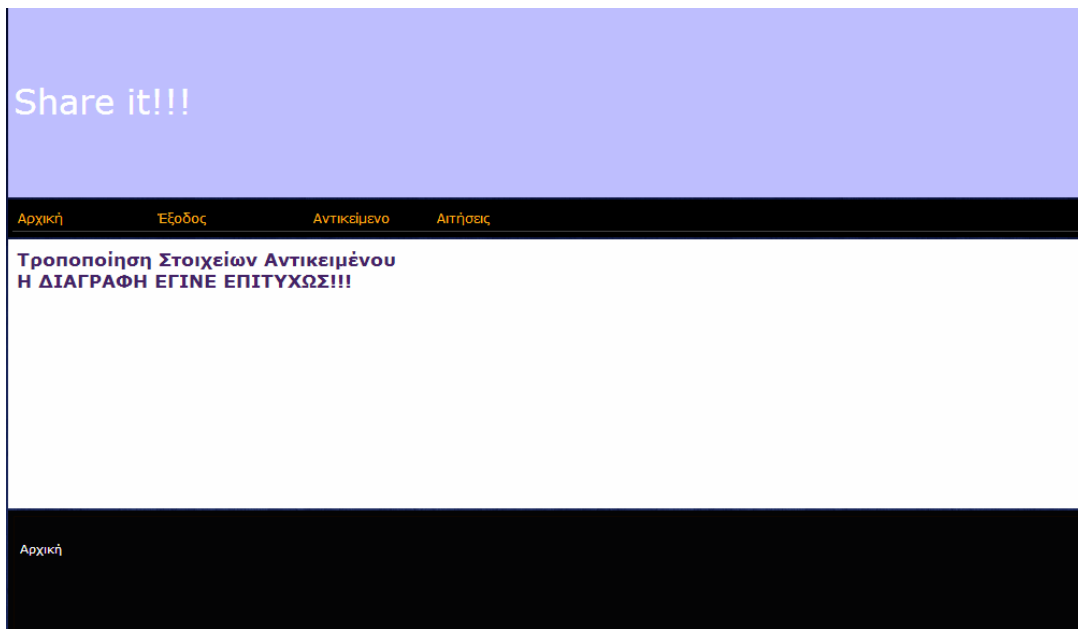 Share it!!!
Αρχική Έξοδος Αντικείμενο Αιτήσεις
Τροποποίηση Στοιχείων Αντικειμένου
Η ΔΙΑΓΡΑΦΗ ΕΓΙΝΕ ΕΠΙΤΥΧΩΣ!!!
Αρχική